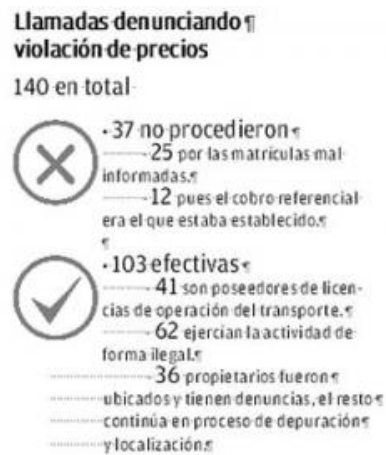 Llamadas denunciando¶
violación de precios
140 en total
· 37 no procedieron
25 por las matrículas mal
informadas.
12 pues el cobro referencial
era el que estaba establecido.
¶
· 103 efectivas
41 son poseedores de licen-
cias de operación del transporte.
62 ejercían la actividad de
forma ilegal.
36 propietarios fueron
ubicados y tienen denuncias, el resto
continúa en proceso de depuración
y localización.